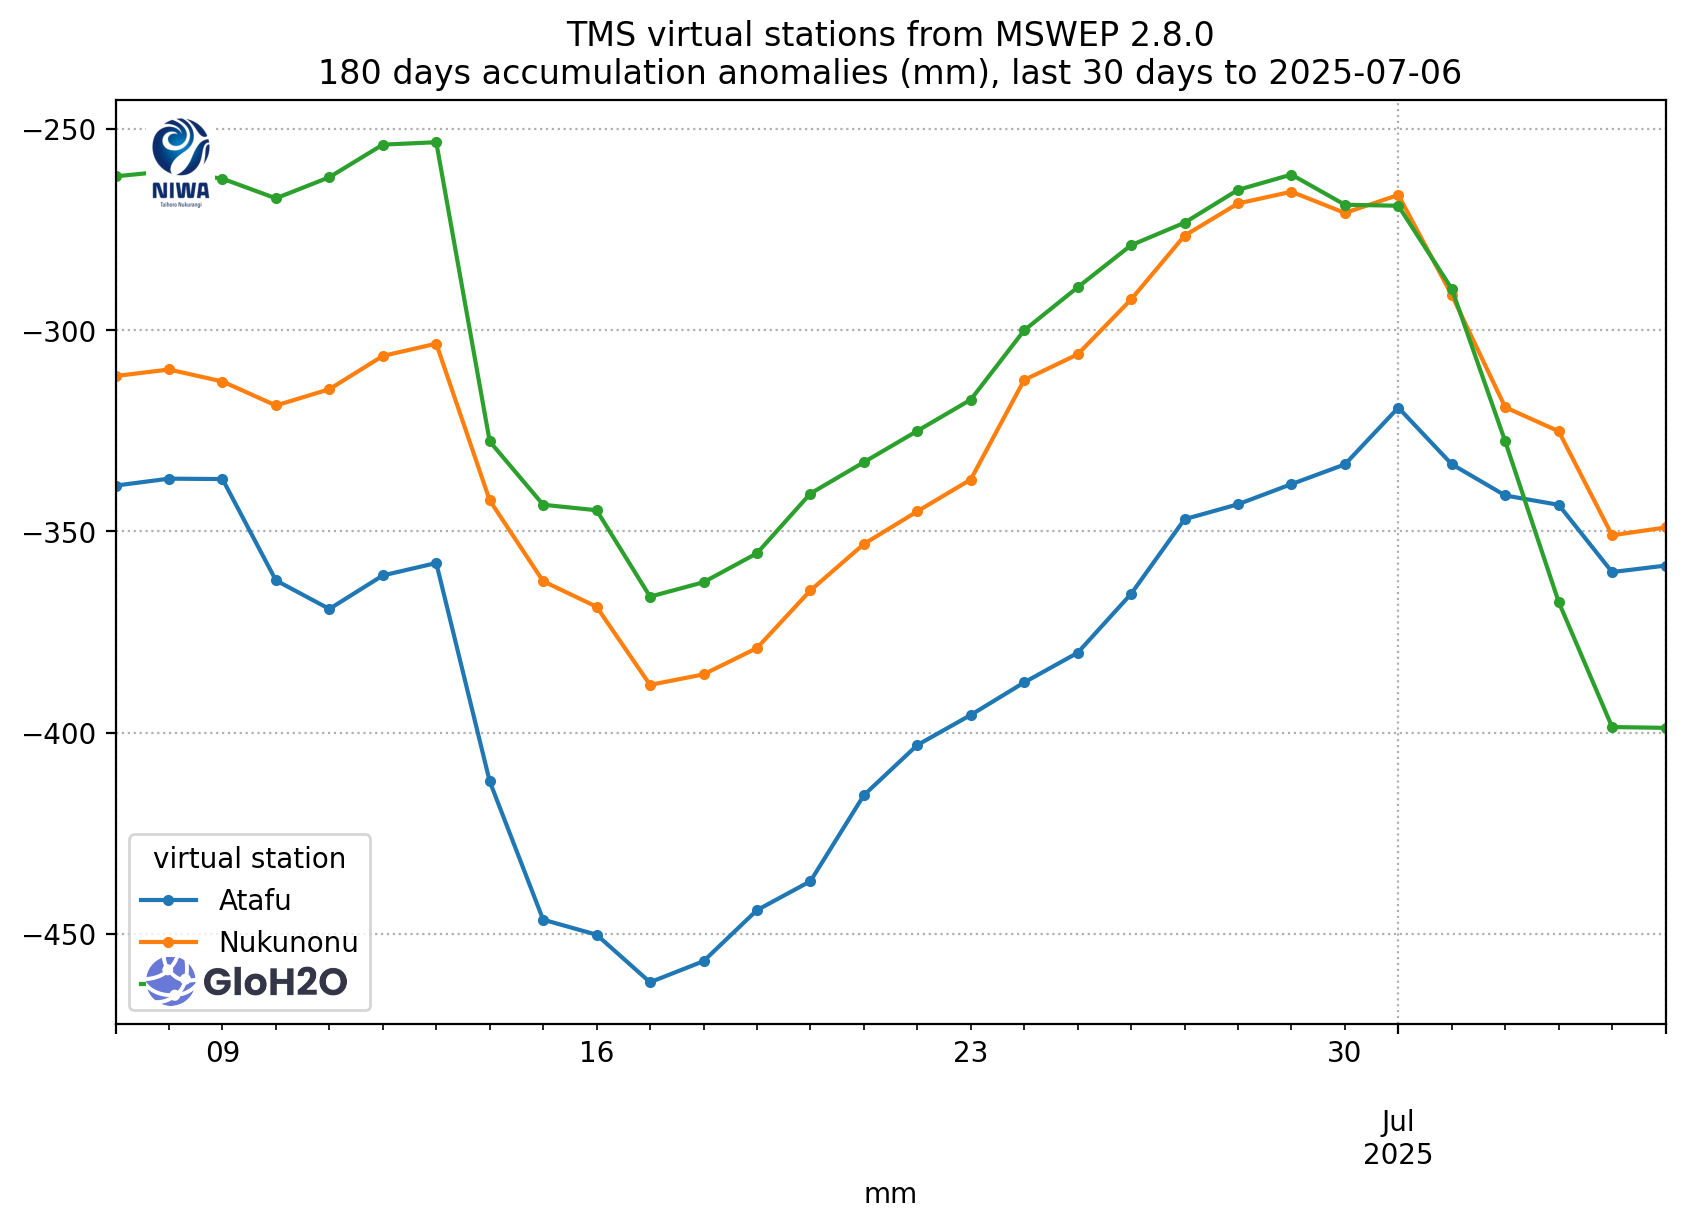 TMS virtual stations from MSWEP 2.8.0
180 days accumulation anomalies (mm), last 30 days to 2025-07-06
−250
−300
−350
−400
−450
NIWA
Taihoro Nukurangi
virtual station
Atafu
Nukunonu
GloH2O
09
16
23
30
Jul
2025
mm